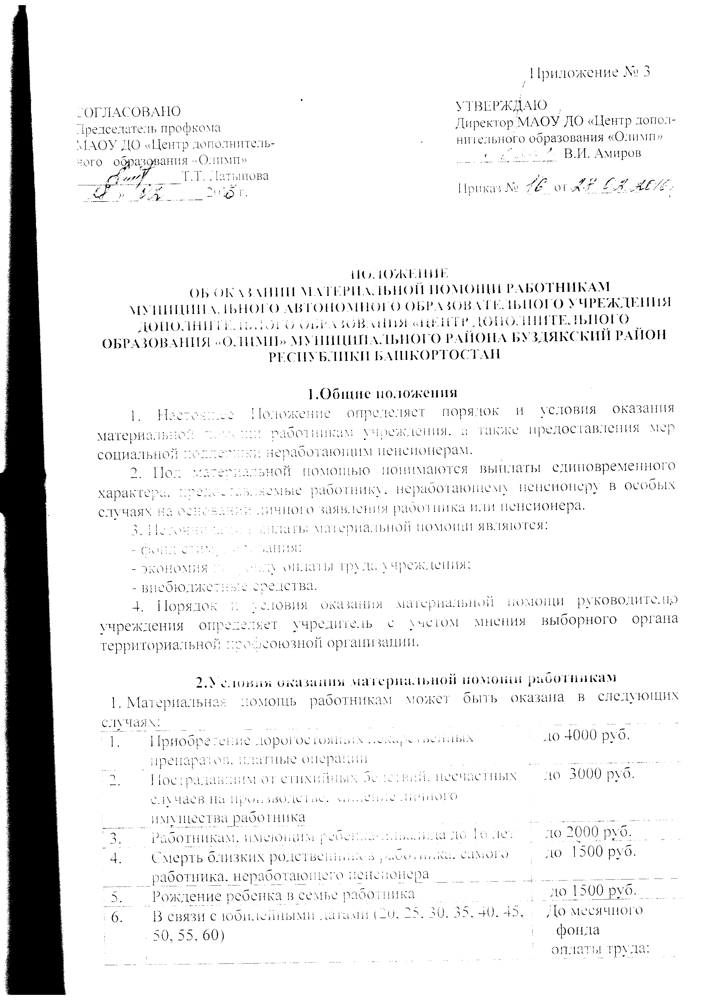 Приложение № 3
СОГЛАСОВАНО
Председатель профкома
МАОУ ДО «Центр дополнитель-
ного образования «Олимп»
Т.Т. Латыпова
2016 г.
УТВЕРЖДАЮ
Директор МАОУ ДО «Центр допол-
нительного образования «Олимп»
В.И. Амиров
Приказ № 16 от 27.02.2016г
ПОЛОЖЕНИЕ
ОБ ОКАЗАНИИ МАТЕРИАЛЬНОЙ ПОМОЩИ РАБОТНИКАМ
МУНИЦИПАЛЬНОГО АВТОНОМНОГО ОБРАЗОВАТЕЛЬНОГО УЧРЕЖДЕНИЯ
ДОПОЛНИТЕЛЬНОГО ОБРАЗОВАНИЯ «ЦЕНТР ДОПОЛНИТЕЛЬНОГО
ОБРАЗОВАНИЯ «ОЛИМП» МУНИЦИПАЛЬНОГО РАЙОНА БУЗДЯКСКИЙ РАЙОН
РЕСПУБЛИКИ БАШКОРТОСТАН
1.Общие положения
1. Настоящее Положение определяет порядок и условия оказания
материальной помощи работникам учреждения, а также предоставления мер
социальной поддержки неработающим пенсионерам.
2. Под материальной помощью понимаются выплаты единовременного
характера, предоставляемые работнику, неработающему пенсионеру в особых
случаях на основании личного заявления работника или пенсионера.
3. Источниками выплаты материальной помощи являются:
- фонд стимулирования;
- экономия по фонду оплаты труда учреждения;
- внебюджетные средства.
4. Порядок и условия оказания материальной помощи руководителю
учреждения определяет учредитель с учетом мнения выборного органа
территориальной профсоюзной организации.
2.Условия оказания материальной помощи работникам
1. Материальная помощь работникам может быть оказана в следующих
случаях:
1. Приобретение дорогостоящих лекарственных до 4000 руб.
препаратов, платные операции
2. Пострадавшим от стихийных бедствий, несчастных до 3000 руб.
случаев на производстве, хищение личного
имущества работника
3. Работникам, имеющим ребенка-инвалида до 16 лет до 2000 руб.
4. Смерть близких родственников работника, самого до 1500 руб.
работника, неработающего пенсионера
5. Рождение ребенка в семье работника до 1500 руб.
6. В связи с юбилейными датами (20, 25, 30, 35, 40, 45, До месячного
50, 55, 60) фонда
оплаты труда: